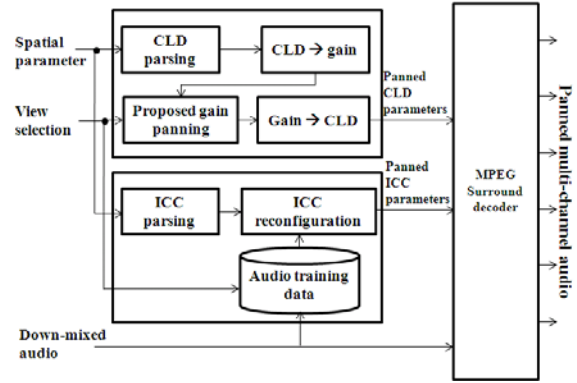 Spatial
parameter
CLD
parsing
CLD → gain
View
selection
Proposed gain
panning
Gain → CLD
Panned
CLD
parameters
ICC
parsing
ICC
reconfiguration
Panned
ICC
parameters
Audio training
data
Down-mixed
audio
MPEG
Surround
decoder
Panned multi-channel audio